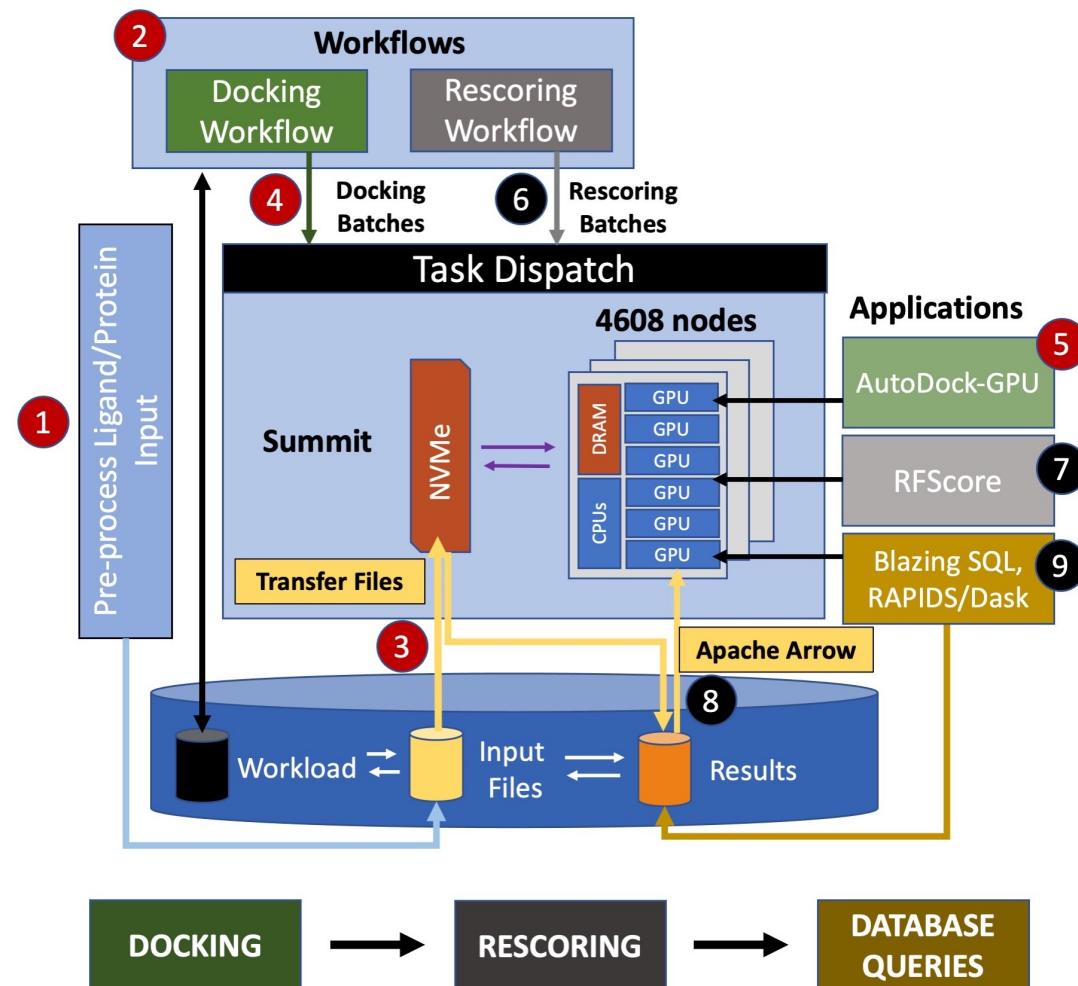 2
Workflows
Docking
Workflow
Rescoring
Workflow
4
Docking
Batches
6
Rescoring
Batches
1
Pre-process Ligand/Protein
Input
Task Dispatch
4608 nodes
Summit
NVMe
DRAM
CPUs
GPU
GPU
GPU
GPU
GPU
GPU
Applications
5
AutoDock-GPU
RFScore
7
Blazing SQL,
RAPIDS/Dask
9
Transfer Files
3
Apache Arrow
8
Workload
Input
Files
Results
DOCKING
RESCORING
DATABASE
QUERIES